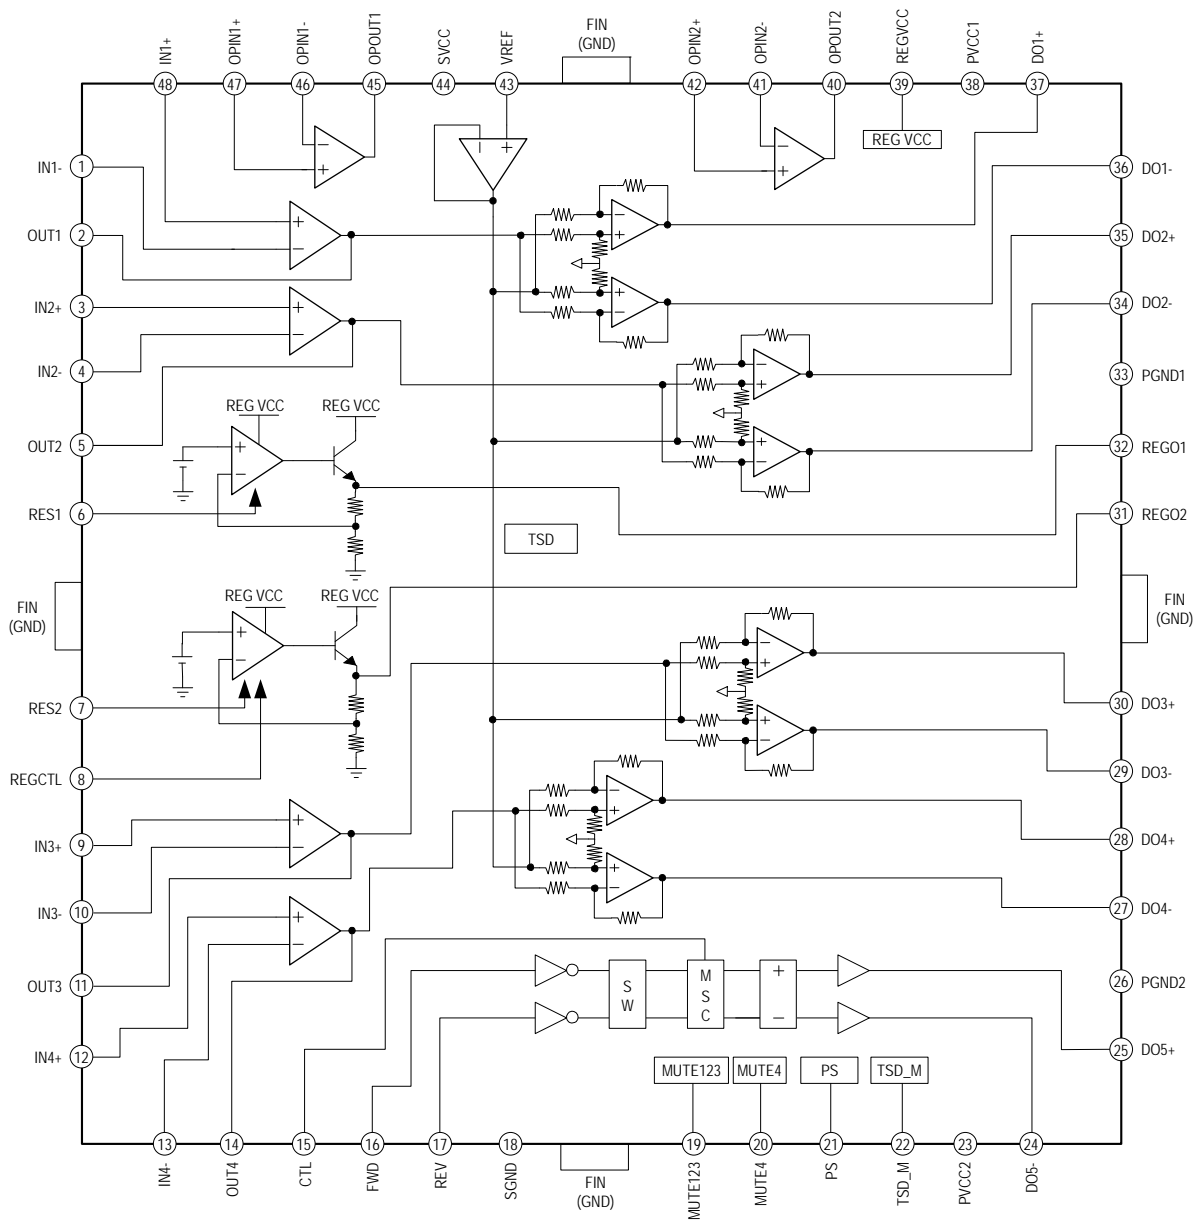 IN1+
OPIN1+
OPIN1-
OPOUT1
SVCC
VREF
FIN
(GND)
OPIN2+
OPIN2-
OPOUT2
REGVCC
PVCC1
DO1+
48
47
46
45
44
43
42
41
40
39
38
37
REG VCC
IN1- 1
OUT1 2
IN2+ 3
IN2- 4
OUT2 5
RES1 6
FIN
(GND)
RES2 7
REGCTL 8
IN3+ 9
IN3- 10
OUT3 11
IN4+ 12
36 DO1-
35 DO2+
34 DO2-
33 PGND1
32 REGO1
31 REGO2
FIN
(GND)
30 DO3+
29 DO3-
28 DO4+
27 DO4-
26 PGND2
25 DO5+
REG VCC
REG VCC
TSD
REG VCC
REG VCC
S
W
M
S
C
MUTE123
MUTE4
PS
TSD_M
13
14
15
16
17
18
19
20
21
22
23
24
IN4-
OUT4
CTL
FWD
REV
SGND
FIN
(GND)
MUTE123
MUTE4
PS
TSD_M
PVCC2
DO5-